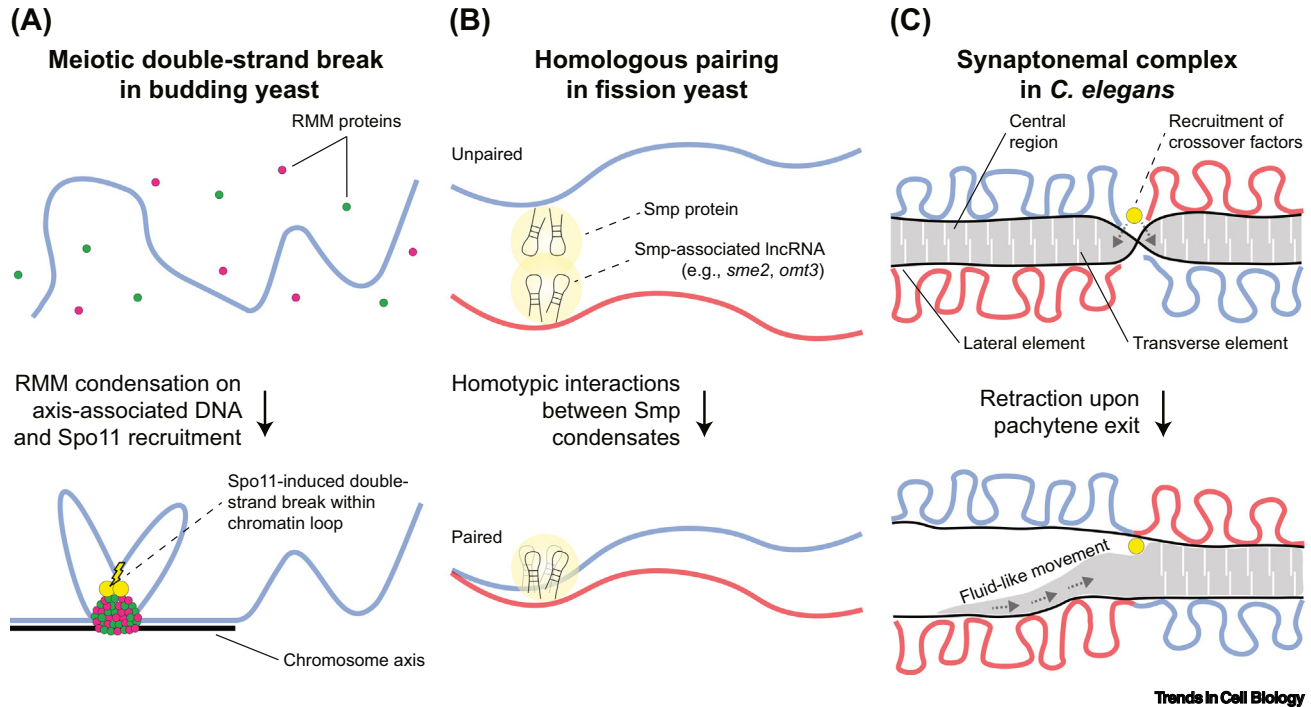 (A)
Meiotic double-strand break
in budding yeast
RMM proteins
RMM condensation on
axis-associated DNA
and Spo11 recruitment
Spo11-induced double-
strand break within
chromatin loop
Chromosome axis
(B)
Homologous pairing
in fission yeast
Unpaired
Smp protein
Smp-associated lncRNA
(e.g., sme2, omt3)
Homotypic interactions
between Smp
condensates
Paired
(C)
Synaptonemal complex
in C. elegans
Central
region
Recruitment of
crossover factors
Lateral element
Transverse element
Retraction upon
pachytene exit
Fluid-like movement
Trends in Cell Biology